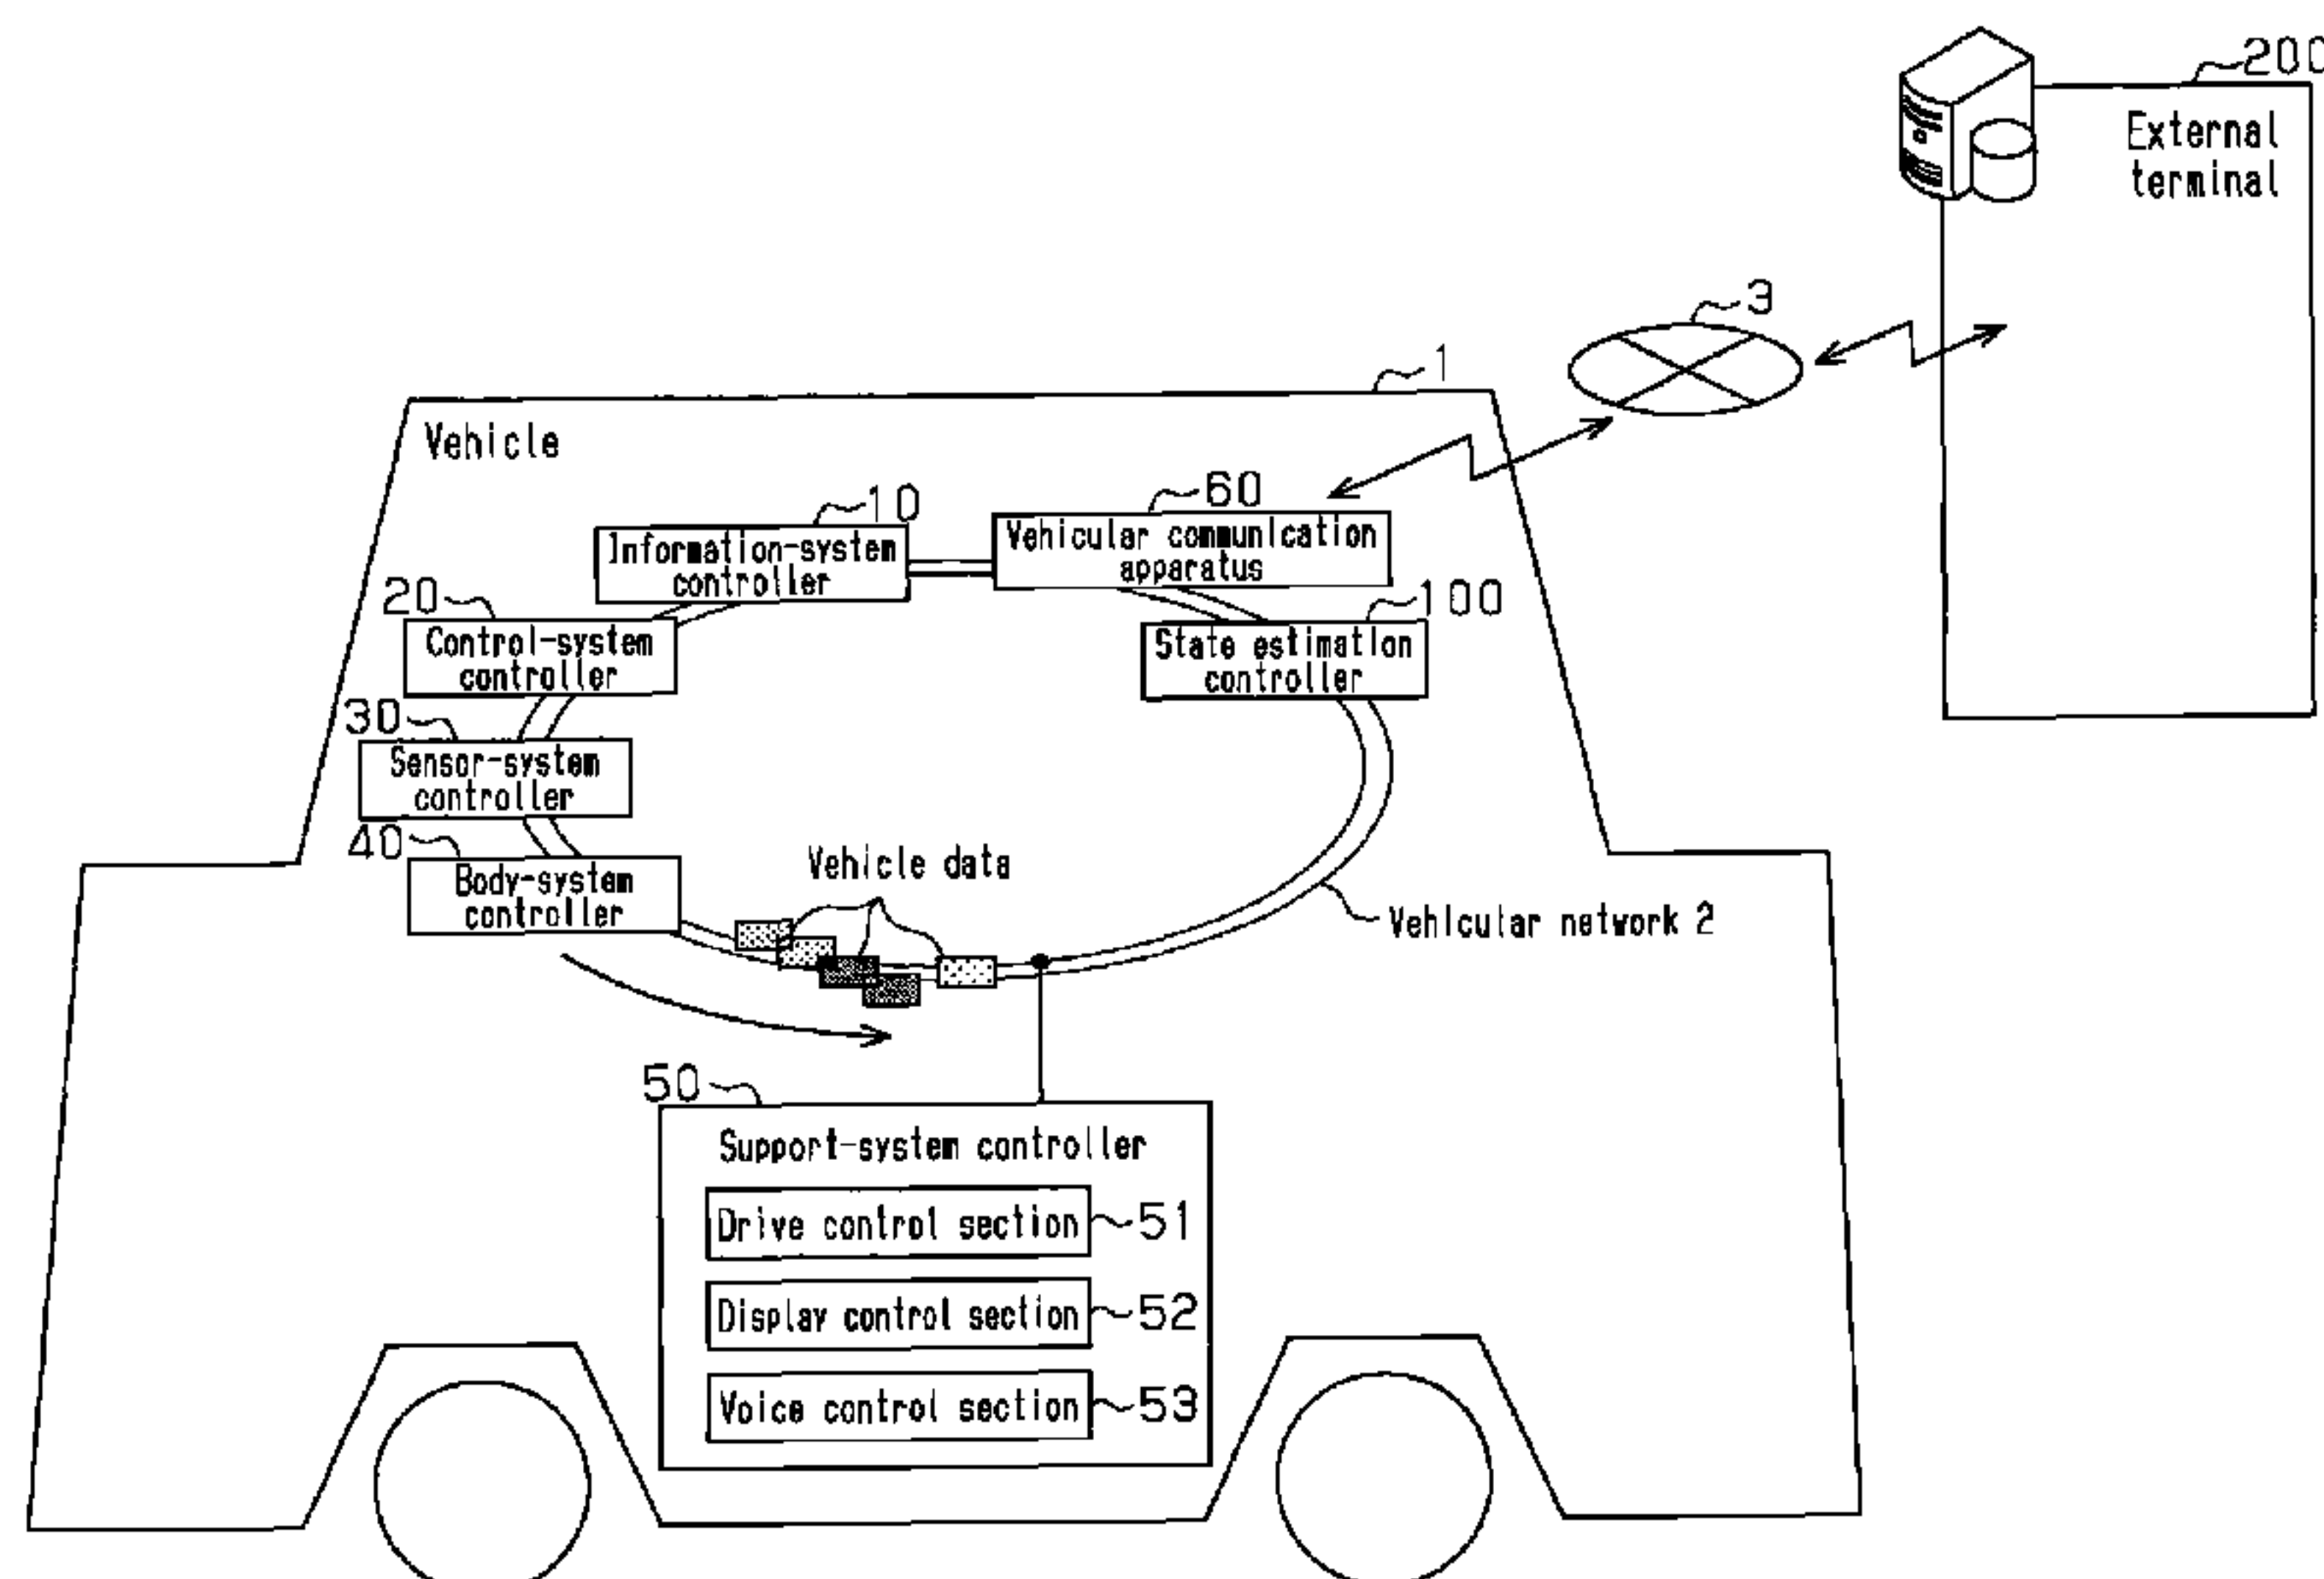 200
External
terminal
3
1
Vehicle
10
60
Information-system
controller
Vehicular communication
apparatus
20
100
Control-system
controller
State estimation
controller
30
Sensor-system
controller
40
Body-system
controller
Vehicle data
Vehicular network 2
50
Support-system controller
Drive control section
51
Display control section
52
Voice control section
53